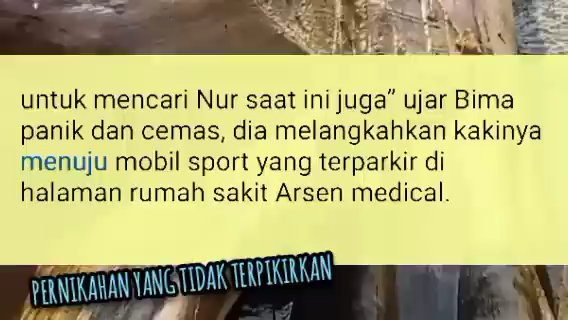 untuk mencari Nur saat ini juga” ujar Bima
panik dan cemas, dia melangkahkan kakinya
menuju mobil sport yang terparkir di
halaman rumah sakit Arsen medical.
PERNIKAHAN YANG TIDAK TERPIKIRKAN